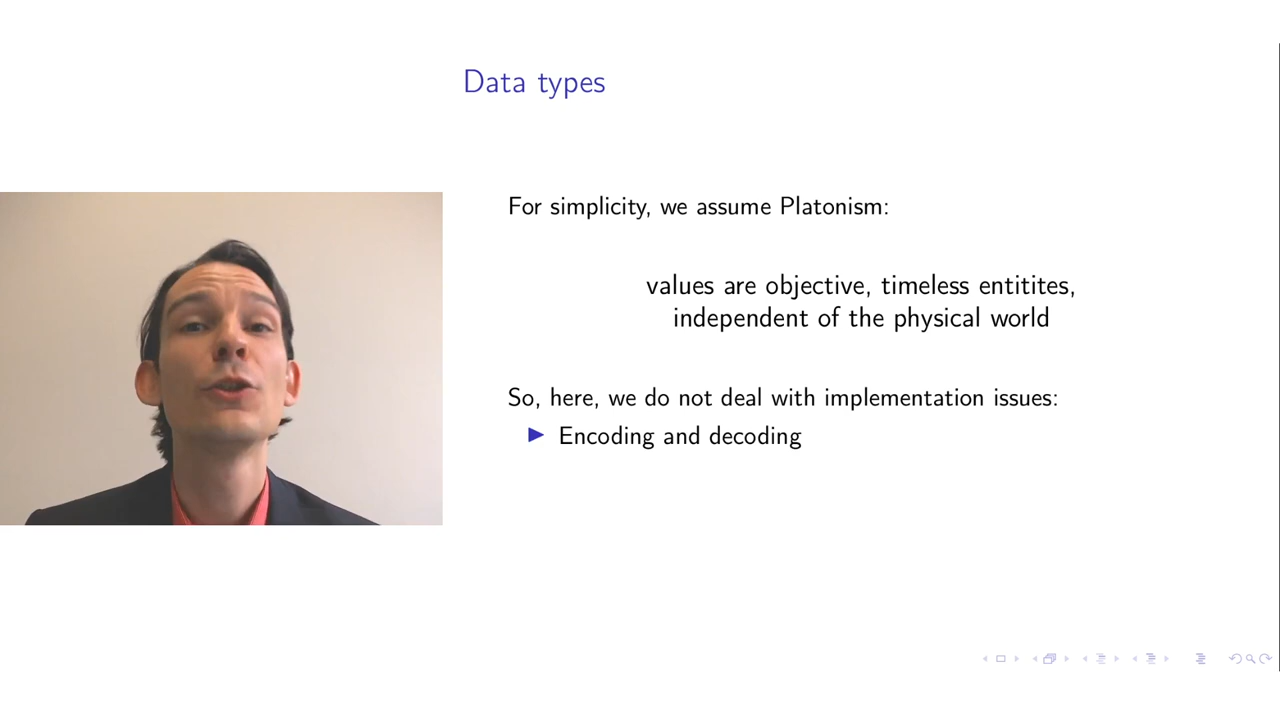 Data types
For simplicity, we assume Platonism:
values are objective, timeless entitites,
independent of the physical world
So, here, we do not deal with implementation issues:
Encoding and decoding